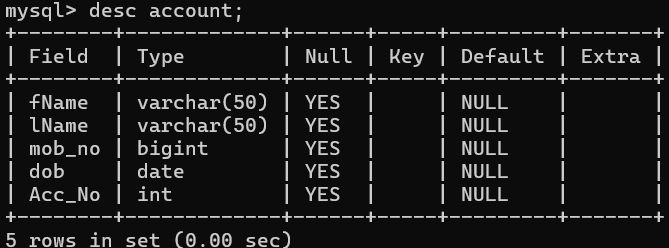 mysql> desc account;
+--------+-------------+------+-----+---------+-------+
| Field  | Type        | Null | Key | Default | Extra |
+--------+-------------+------+-----+---------+-------+
| fName  | varchar(50) | YES  |     | NULL    |       |
| lName  | varchar(50) | YES  |     | NULL    |       |
| mob_no | bigint      | YES  |     | NULL    |       |
| dob    | date        | YES  |     | NULL    |       |
| Acc_No | int         | YES  |     | NULL    |       |
+--------+-------------+------+-----+---------+-------+
5 rows in set (0.00 sec)